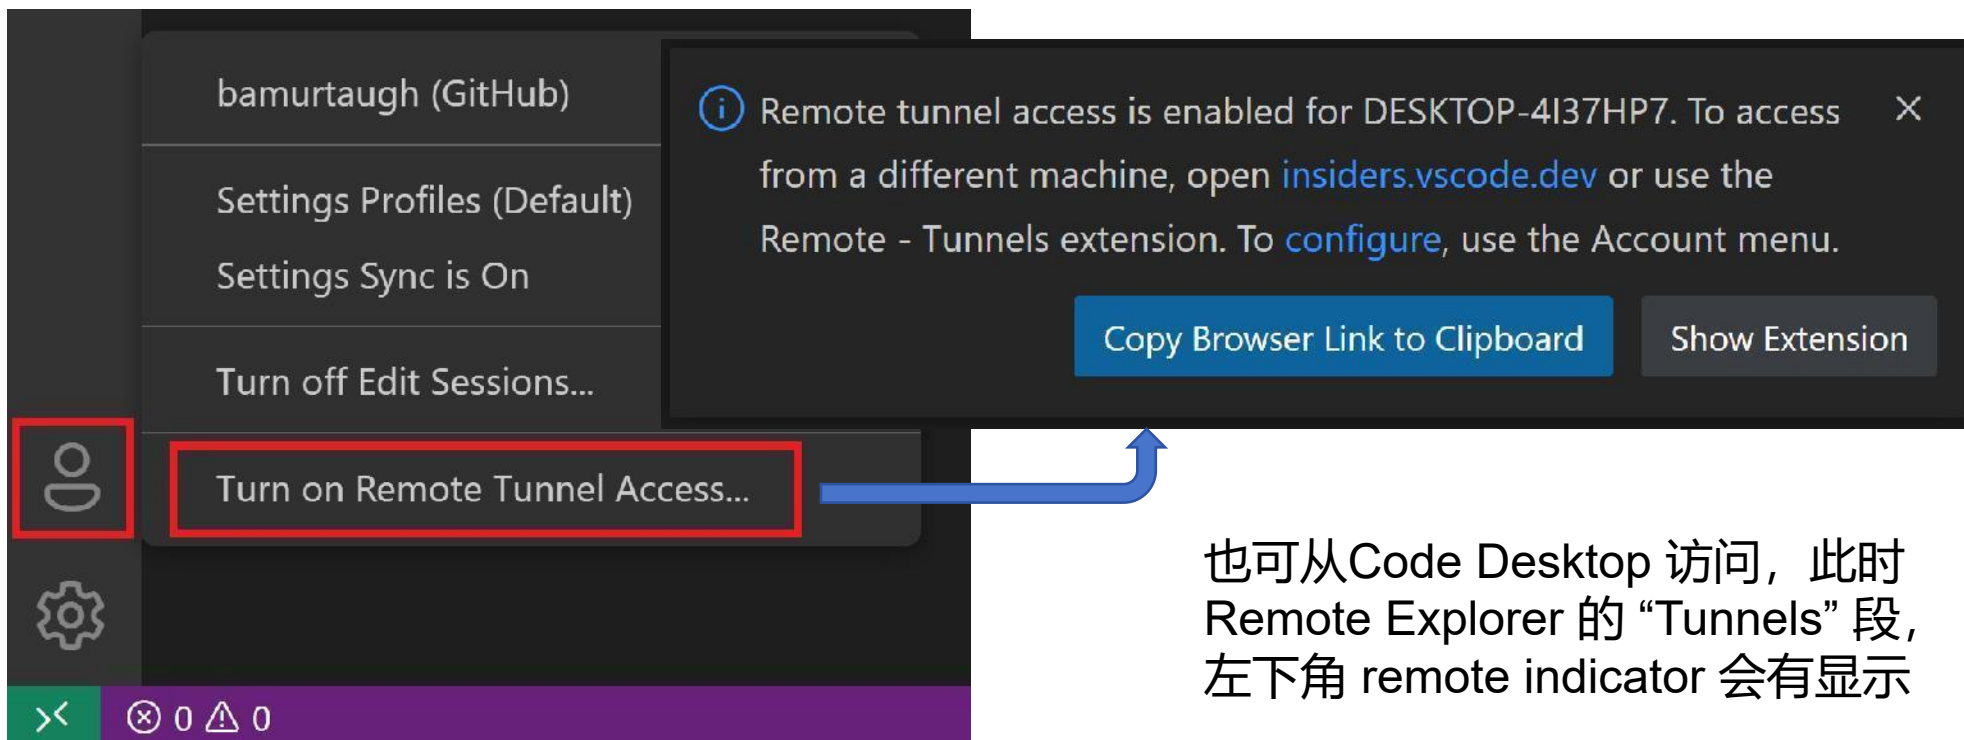 bamurtaugh (GitHub)
Settings Profiles (Default)
Settings Sync is On
Turn off Edit Sessions...
Turn on Remote Tunnel Access...
0 0
Remote tunnel access is enabled for DESKTOP-4I37HP7. To access
from a different machine, open insiders.vscode.dev or use the
Remote - Tunnels extension. To configure, use the Account menu.
Copy Browser Link to Clipboard
Show Extension
也可从Code Desktop 访问，此时
Remote Explorer 的 “Tunnels” 段，
左下角 remote indicator 会有显示